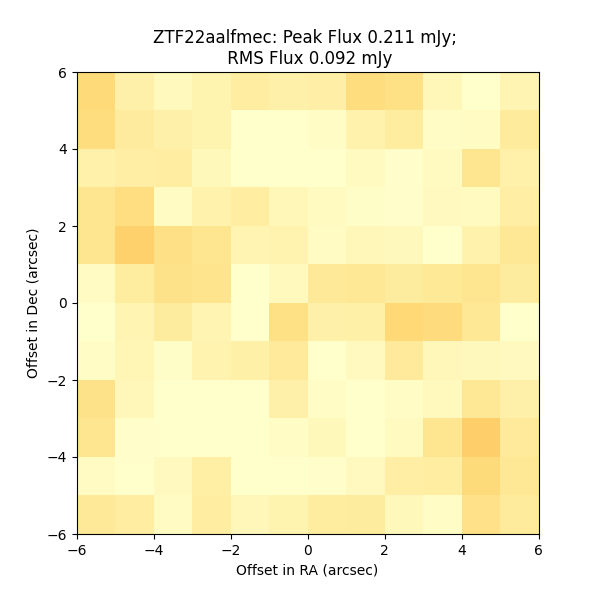 ZTF22aalfmec: Peak Flux 0.211 mJy;
RMS Flux 0.092 mJy
6
4
2
0
−2
−4
−6
Offset in Dec (arcsec)
−6 −4 −2 0 2 4 6
Offset in RA (arcsec)